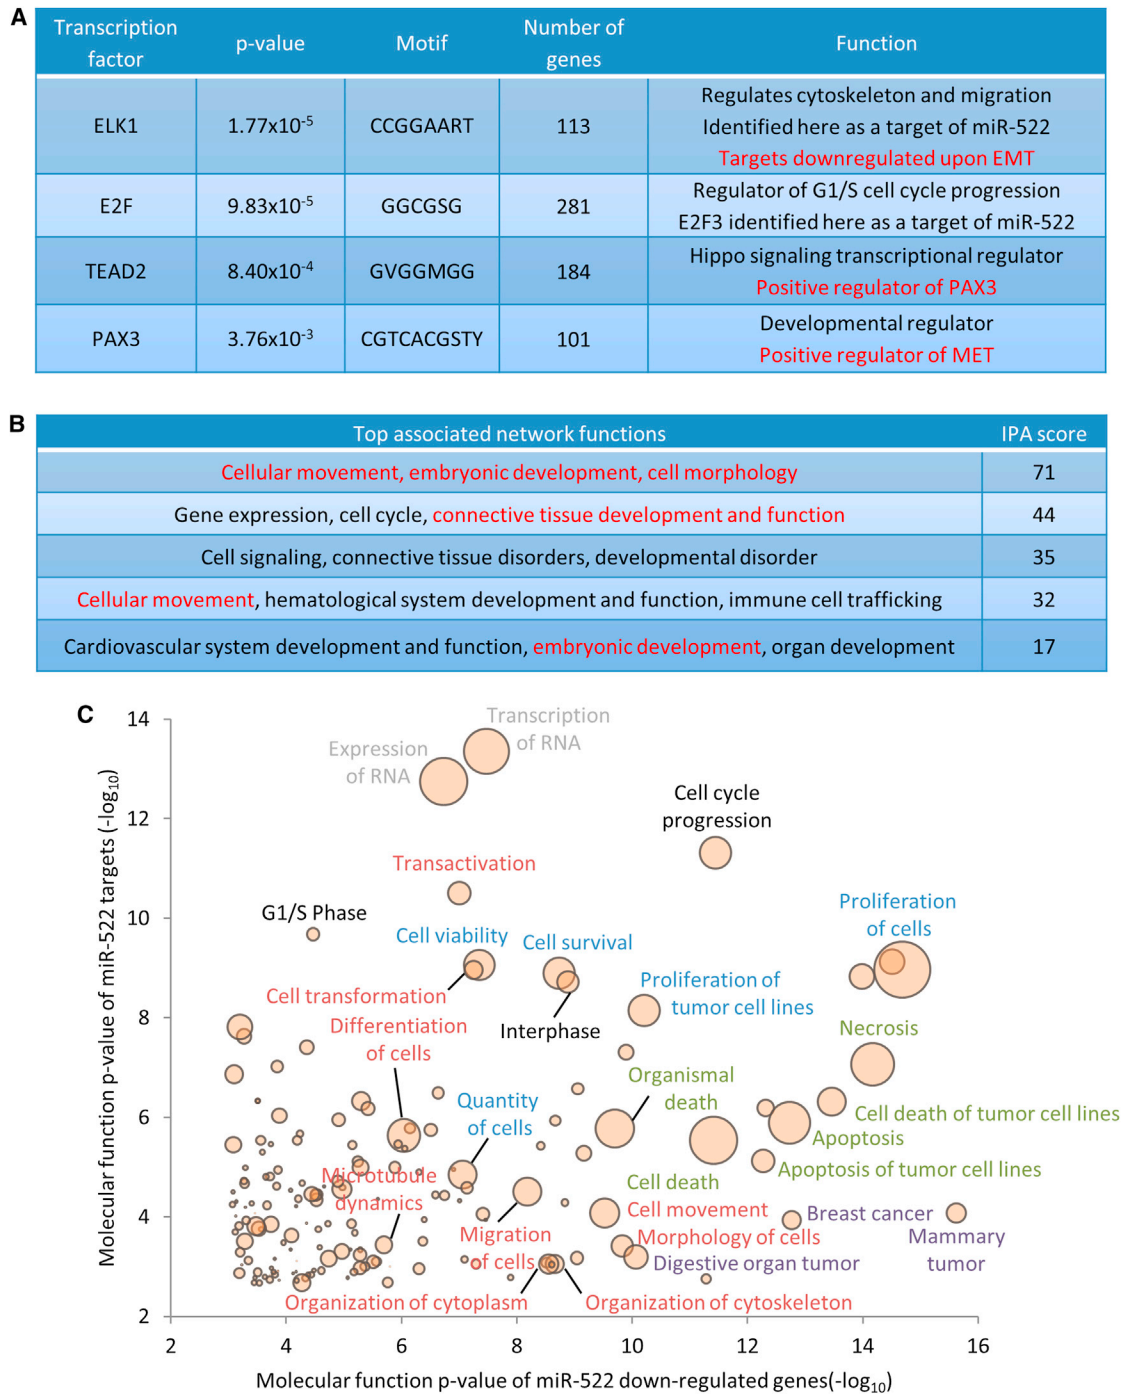 A
Transcription factor	p-value	Motif	Number of genes	Function
ELK1	1.77x10-5	CCGGAART	113	Regulates cytoskeleton and migration
Identified here as a target of miR-522
Targets downregulated upon EMT
E2F	9.83x10-5	GGCGSG	281	Regulator of G1/S cell cycle progression
E2F3 identified here as a target of miR-522
TEAD2	8.40x10-4	GVGGMGG	184	Hippo signaling transcriptional regulator
Positive regulator of PAX3
PAX3	3.76x10-3	CGTCACGSTY	101	Developmental regulator
Positive regulator of MET
B
Top associated network functions	IPA score
Cellular movement, embryonic development, cell morphology	71
Gene expression, cell cycle, connective tissue development and function	44
Cell signaling, connective tissue disorders, developmental disorder	35
Cellular movement, hematological system development and function, immune cell trafficking	32
Cardiovascular system development and function, embryonic development, organ development	17
C
Molecular function p-value of miR-522 targets (-log10)
14
12
10
8
6
4
2
Transcription
of RNA
Expression
of RNA
Cell cycle
progression
Transactivation
G1/S Phase
Proliferation
of cells
Cell viability
Cell survival
Cell transformation
Proliferation of
tumor cell lines
Interphase
Differentiation
of cells
Necrosis
Organismal
death
Quantity
of cells
Cell death of tumor cell lines
Apoptosis
Apoptosis of tumor cell lines
Microtubule
dynamics
Cell death
Cell movement
Breast cancer
Migration
of cells
Morphology of cells
Mammary
tumor
Digestive organ tumor
Organization of cytoplasm
Organization of cytoskeleton
2 4 6 8 10 12 14 16
Molecular function p-value of miR-522 down-regulated genes(-log10)